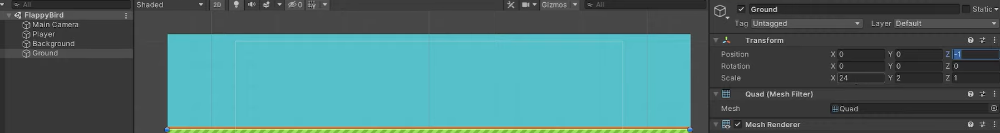 All
FlappyBird
Main Camera
Player
Background
Ground
Shaded
2D
0
Gizmos
All
Ground
Static
Tag Untagged Layer Default
Transform
Position X 0 Y 0 Z -1
Rotation X 0 Y 0 Z 0
Scale X 24 Y 2 Z 1
Quad (Mesh Filter)
Mesh Quad
Mesh Renderer